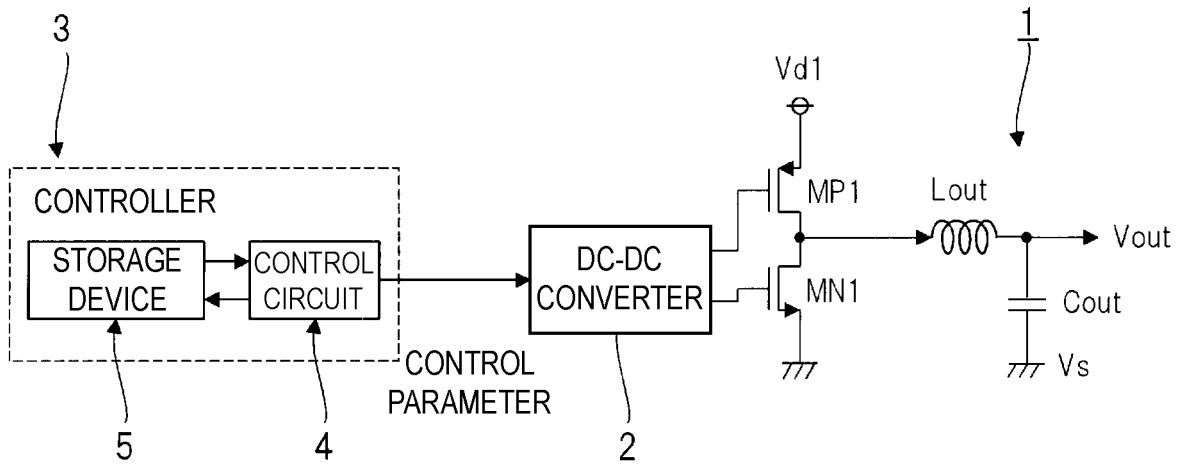 3
1
Vd1
CONTROLLER
MP1
Lout
STORAGE
DEVICE
CONTROL
CIRCUIT
DC-DC
CONVERTER
Vout
MN1
Cout
CONTROL
PARAMETER
Vs
5
4
2